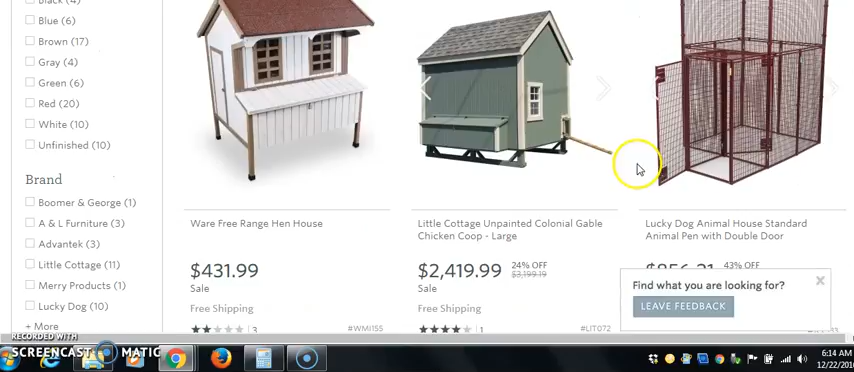 Black (4)
Blue (6)
Brown (17)
Gray (4)
Green (6)
Red (20)
White (10)
Unfinished (10)
Brand
Boomer & George (1)
A & L Furniture (3)
Advantek (3)
Little Cottage (11)
Merry Products (1)
Lucky Dog (10)
+ More
Ware Free Range Hen House
$431.99
Sale
Free Shipping
3
#WMI155
Little Cottage Unpainted Colonial Gable
Chicken Coop - Large
$2,419.99
24% OFF
$3,199.19
Sale
Free Shipping
1
#LIT072
Lucky Dog Animal House Standard
Animal Pen with Double Door
43% OFF
Find what you are looking for?
LEAVE FEEDBACK
RECORDED WITH
SCREENCAST MATIC
6:14 AM